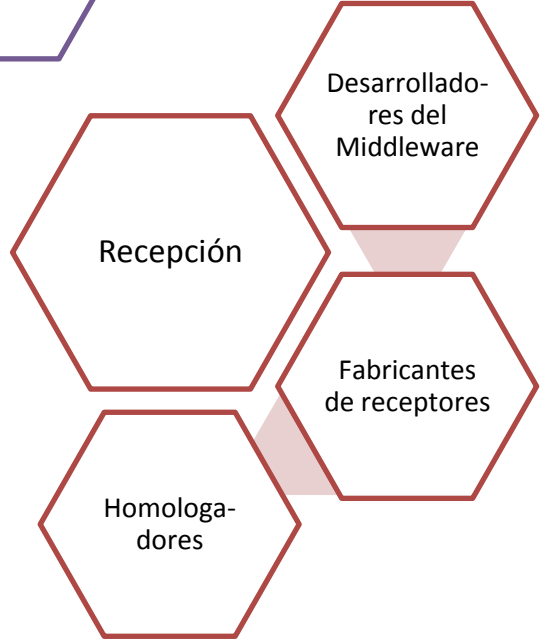 Desarrollado-
res del
Middleware
Recepción
Fabricantes
de receptores
Homologa-
dores